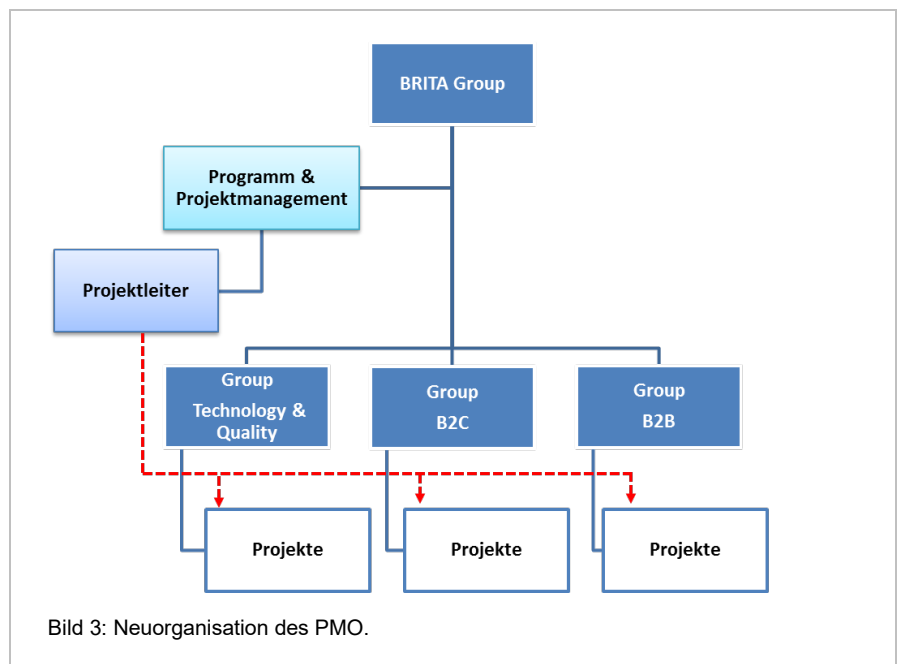 BRITA Group
Programm &
Projektmanagement
Projektleiter
Group
Technology &
Quality
Group
B2C
Group
B2B
Projekte
Projekte
Projekte
Bild 3: Neuorganisation des PMO.